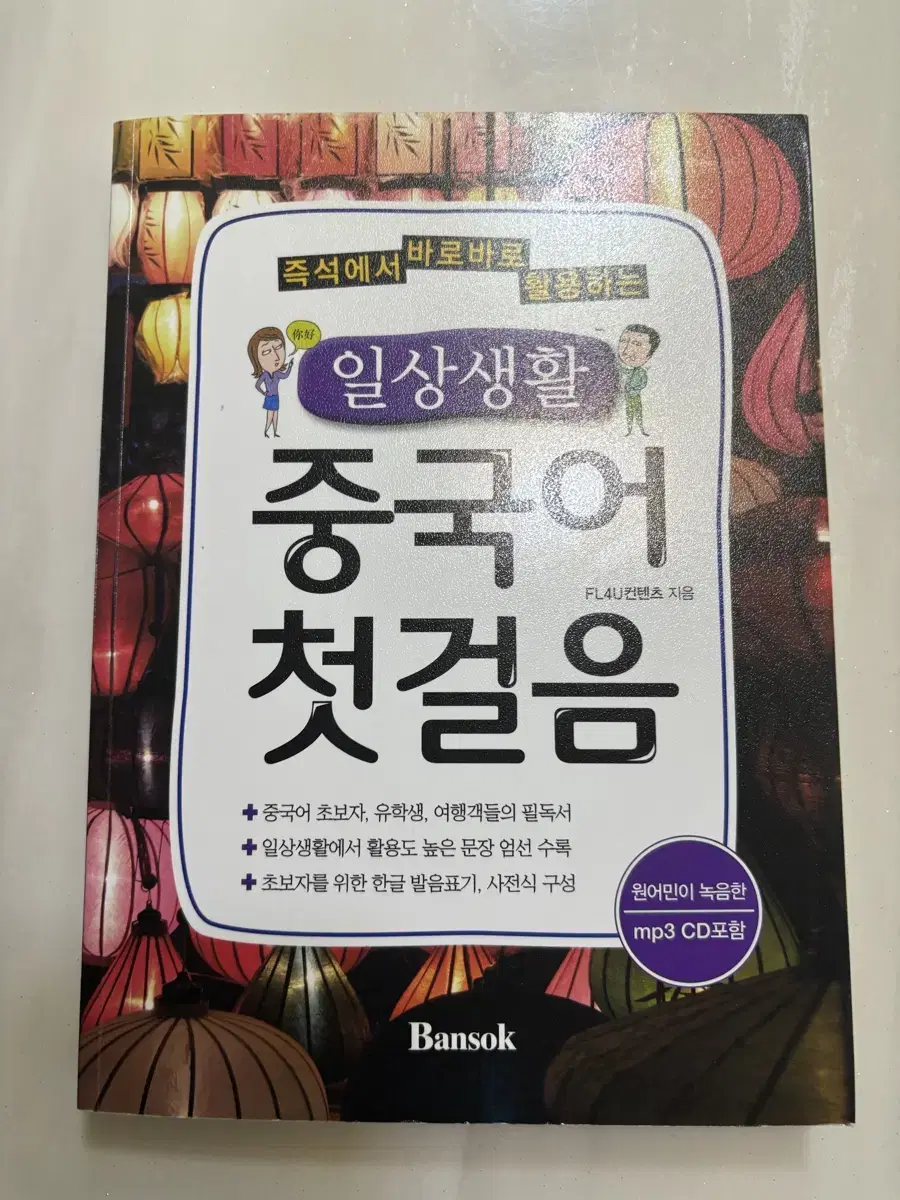 즉석에서 바로바로 활용하는
你好
일상생활
중국어
FL4U컨텐츠 지음
첫걸음
+ 중국어 초보자, 유학생, 여행객들의 필독서
+ 일상생활에서 활용도 높은 문장 엄선 수록
+ 초보자를 위한 한글 발음표기, 사전식 구성
원어민이 녹음한
mp3 CD포함
Bansok